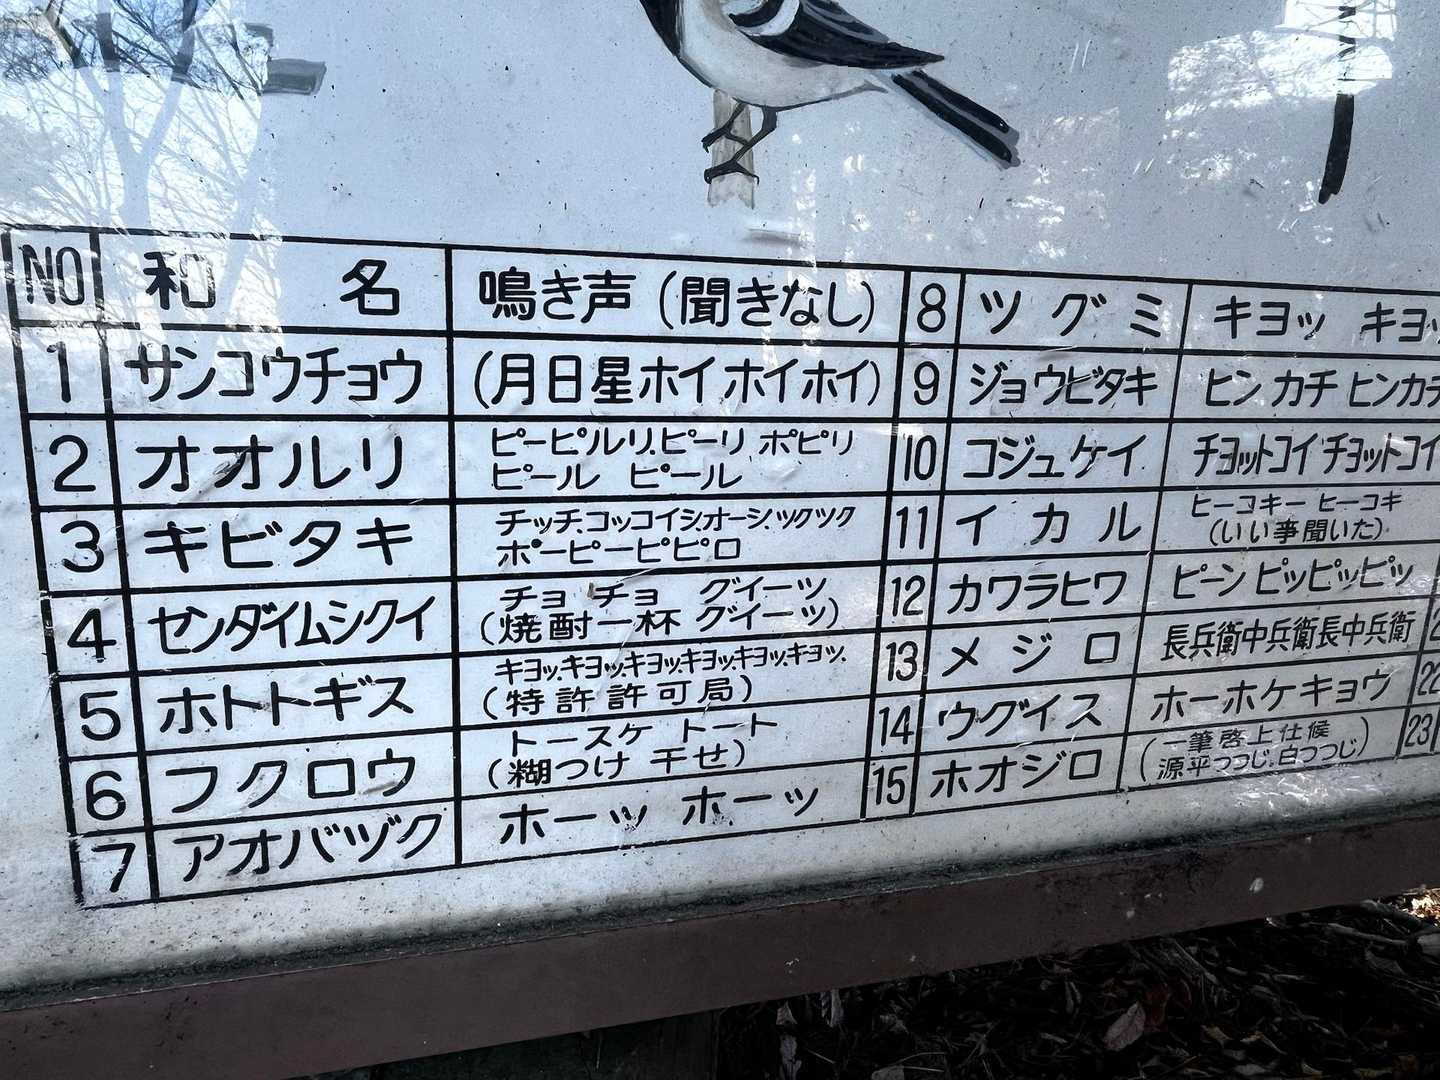 NO 和名 鳴き声(聞きなし)
1 サンコウチョウ (月日星ホイホイホイ)
2 オオルリ ピーピルリ、ピーリ ポピリ
ピール ピール
3 キビタキ チッチ、コッコイシオーシ、ツクツク
ポーピーピピロ
4 センダイムシクイ チョ チョ グイーツ
(焼酎一杯 グイーツ)
5 ホトトギス キョッ、キョッ、キョッ、キョッ、キョッ、キョッ、
(特許許可局)
6 フクロウ トースケ トート
(糊つけ 干せ)
7 アオバヅク ホーッ ホーッ
8 ツグミ キョッ キョッ
9 ジョウビタキ ヒンカチ ヒンカチ
10 コジュケイ チョットコイ チョットコイ
11 イカル ヒーコキー ヒーコキ
(いい事聞いた)
12 カワラヒワ ピーン ピッピッピッ
13 メジロ 長兵衛中兵衛長中兵衛
14 ウグイス ホーホケキョウ
15 ホオジロ (一筆啓上仕候
源平つつじ、白つつじ)
22
23